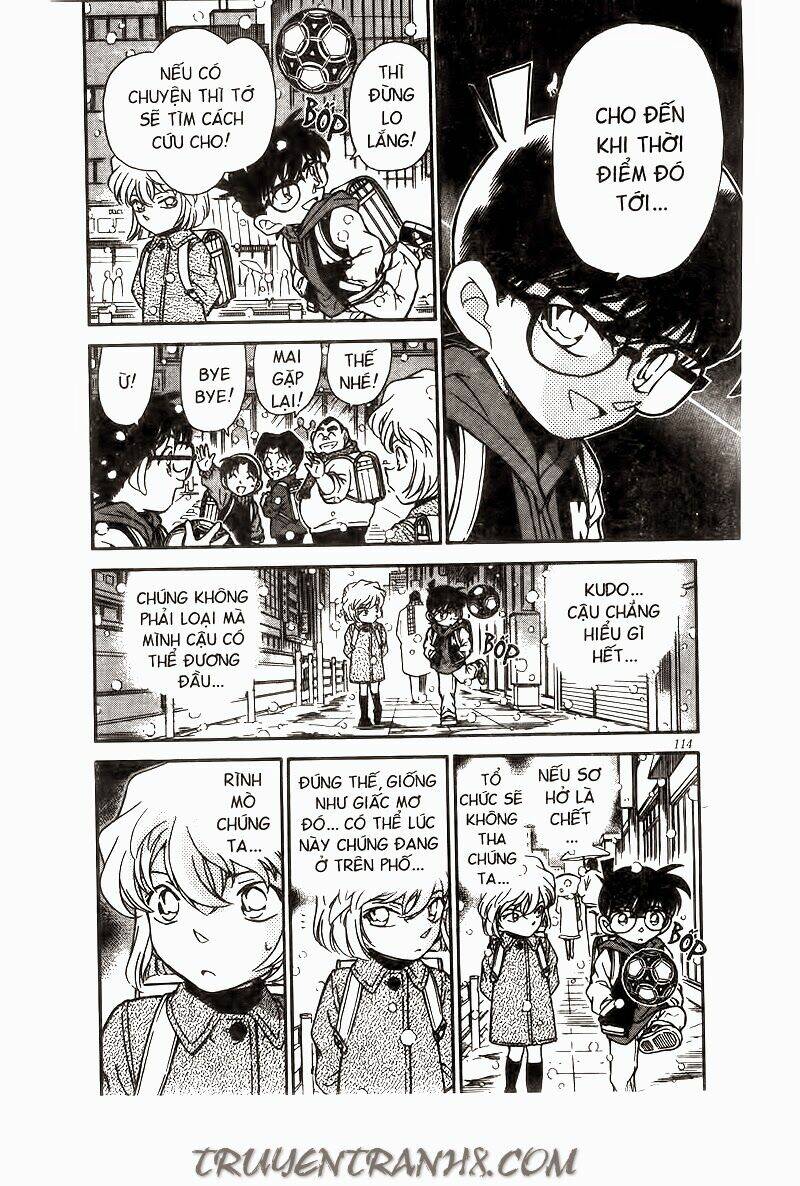 CHO ĐẾN
KHI THỜI
ĐIỂM ĐÓ
TỚI...
THÌ
ĐỪNG
LO
LẮNG!
NẾU CÓ
CHUYỆN THÌ TỚ
SẼ TÌM CÁCH
CỨU CHO!
BỐP
THẾ
NHÉ!
MAI
GẶP
LẠI!
BYE
BYE!
Ừ!
KUDO...
CẬU CHẲNG
HIỂU GÌ
HẾT...
BỐP
CHÚNG KHÔNG
PHẢI LOẠI MÀ
MÌNH CẬU CÓ
THỂ ĐƯƠNG
ĐẦU...
114
NẾU SƠ
HỞ LÀ
CHẾT
...
TỔ
CHỨC SẼ
KHÔNG
THA
CHÚNG
TA...
BỐP
ĐÚNG THẾ, GIỐNG
NHƯ GIẤC MƠ
ĐÓ... CÓ THỂ LÚC
NÀY CHÚNG ĐANG
Ở TRÊN PHỐ...
RÌNH
MÒ
CHÚNG
TA...
TRUYENTRANH8.COM